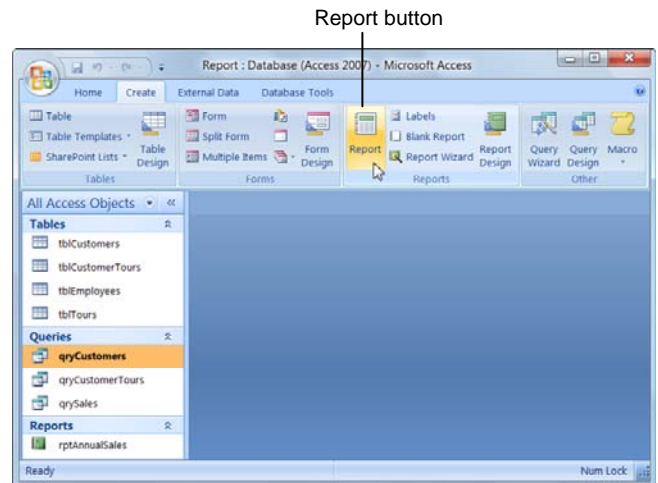 Report button
Report : Database (Access 2007) - Microsoft Access
Home Create External Data Database Tools
Table
Table Templates
SharePoint Lists
Table Design
Tables
Form
Split Form
Multiple Items
Form Design
Forms
Report
Labels
Blank Report
Report Wizard
Report Design
Reports
Query Wizard
Query Design
Macro
Other
All Access Objects
Tables
tblCustomers
tblCustomerTours
tblEmployees
tblTours
Queries
qryCustomers
qryCustomerTours
qrySales
Reports
rptAnnualSales
Ready
Num Lock